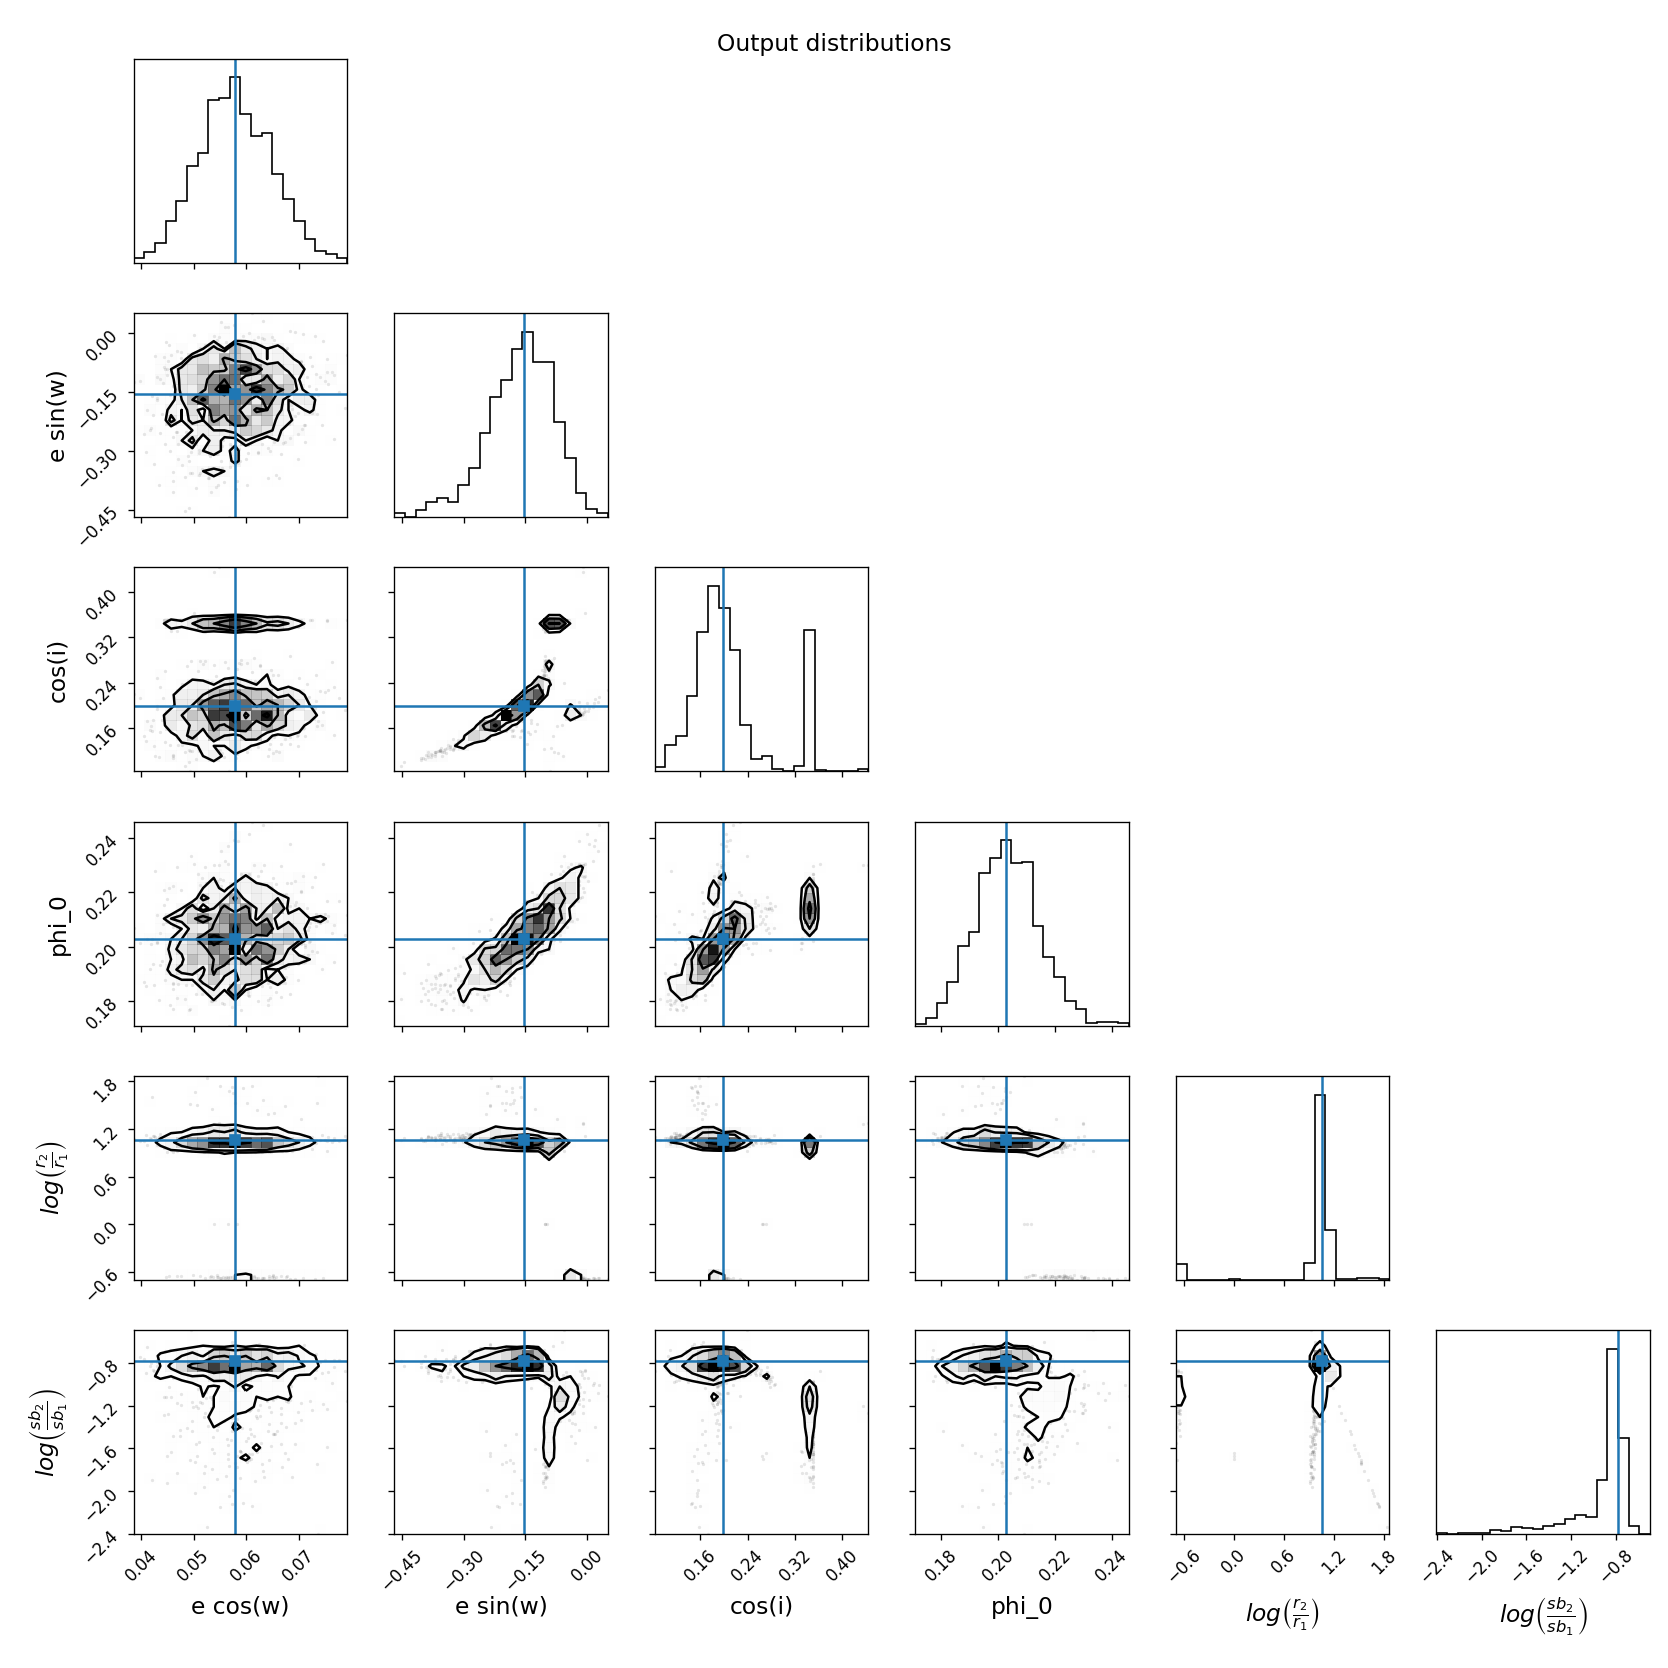 Output distributions
e sin(w)
0.00
−0.15
−0.30
−0.45
cos(i)
0.40
0.32
0.24
0.16
phi_0
0.24
0.22
0.20
0.18
log(r₂/r₁)
1.8
1.2
0.6
0.0
−0.6
log(sb₂/sb₁)
−0.8
−1.2
−1.6
−2.0
−2.4
0.04 0.05 0.06 0.07
e cos(w)
−0.45 −0.30 −0.15 0.00
e sin(w)
0.16 0.24 0.32 0.40
cos(i)
0.18 0.20 0.22 0.24
phi_0
−0.6 0.0 0.6 1.2 1.8
log(r₂/r₁)
−2.4 −2.0 −1.6 −1.2 −0.8
log(sb₂/sb₁)